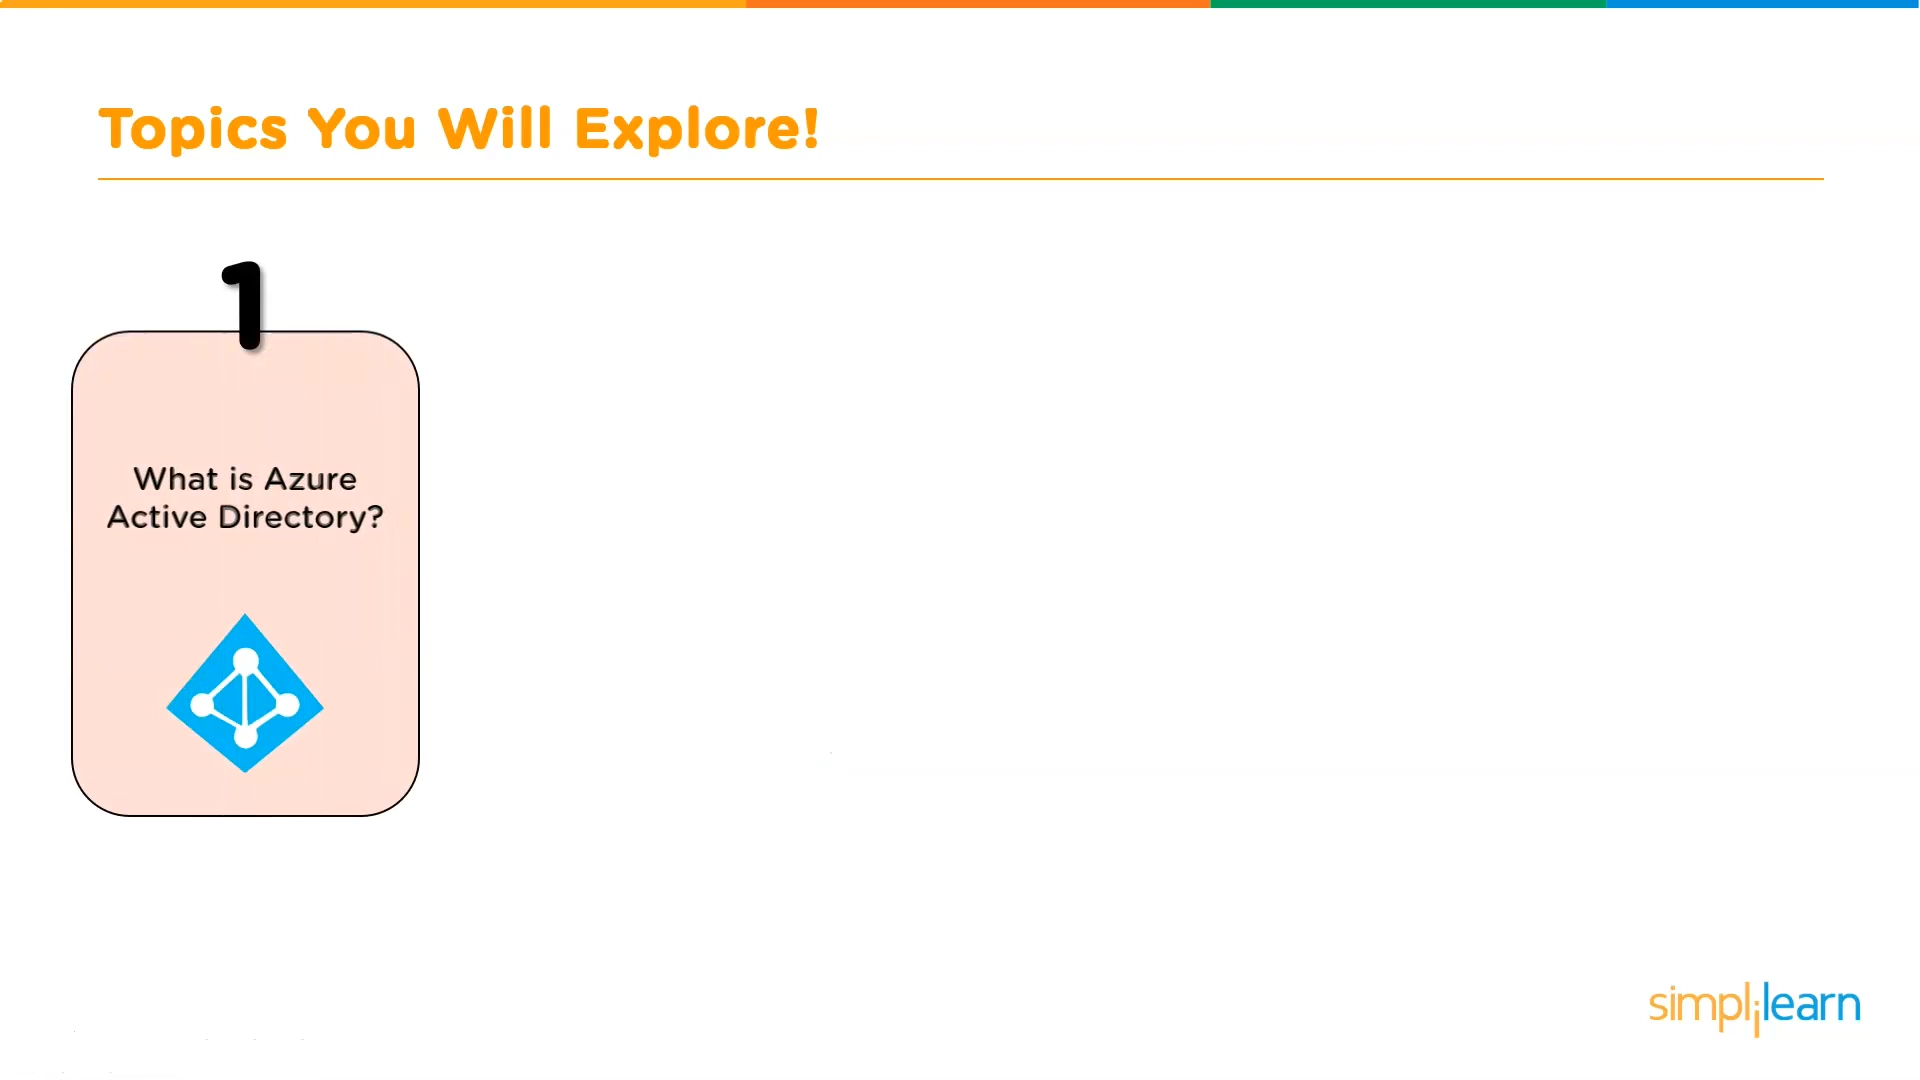 Topics You Will Explore!
1
What is Azure
Active Directory?
simplilearn